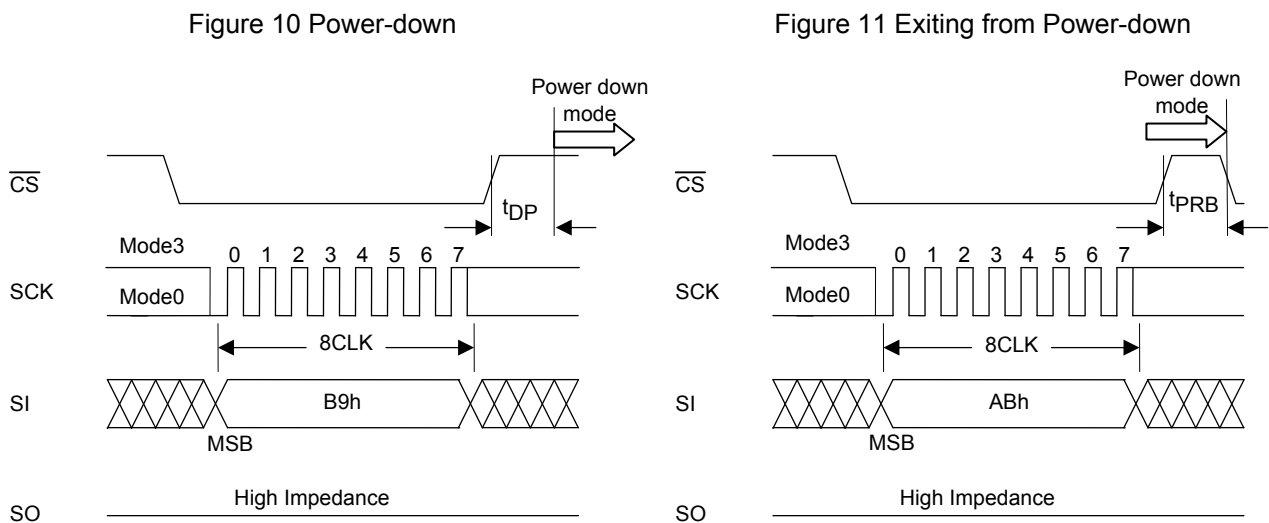 Figure 10 Power-down
Power down
mode
CS
tDP
Mode3
0 1 2 3 4 5 6 7
SCK
Mode0
8CLK
SI
B9h
MSB
High Impedance
SO
Figure 11 Exiting from Power-down
Power down
mode
CS
tPRB
Mode3
0 1 2 3 4 5 6 7
SCK
Mode0
8CLK
SI
ABh
MSB
High Impedance
SO